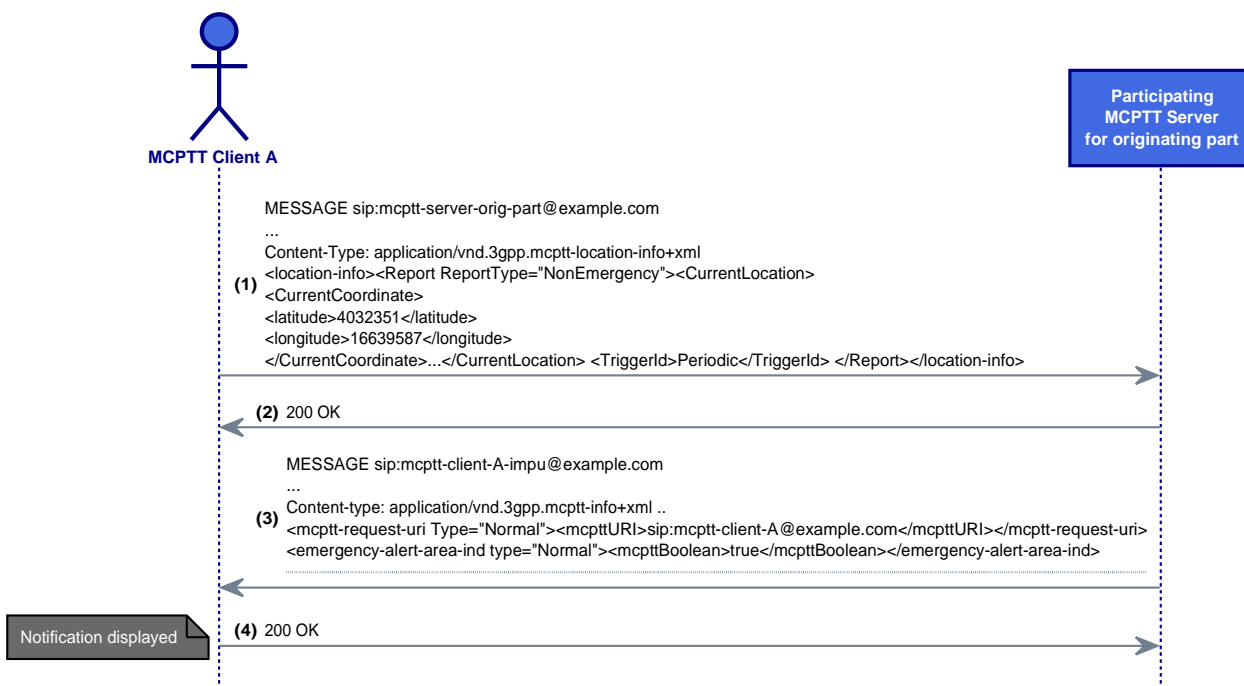 MCPTT Client A
Participating
MCPTT Server
for originating part
MESSAGE sip:mcptt-server-orig-part@example.com
...
Content-Type: application/vnd.3gpp.mcptt-location-info+xml
<location-info><Report ReportType="NonEmergency"><CurrentLocation>
(1)
<CurrentCoordinate>
<latitude>4032351</latitude>
<longitude>16639587</longitude>
</CurrentCoordinate>...</CurrentLocation> <TriggerId>Periodic</TriggerId> </Report></location-info>
(2) 200 OK
MESSAGE sip:mcptt-client-A-impu@example.com
...
Content-type: application/vnd.3gpp.mcptt-info+xml ..
(3)
<mcptt-request-uri Type="Normal"><mcpttURI>sip:mcptt-client-A@example.com</mcpttURI></mcptt-request-uri>
<emergency-alert-area-ind type="Normal"><mcpttBoolean>true</mcpttBoolean></emergency-alert-area-ind>
Notification displayed
(4) 200 OK